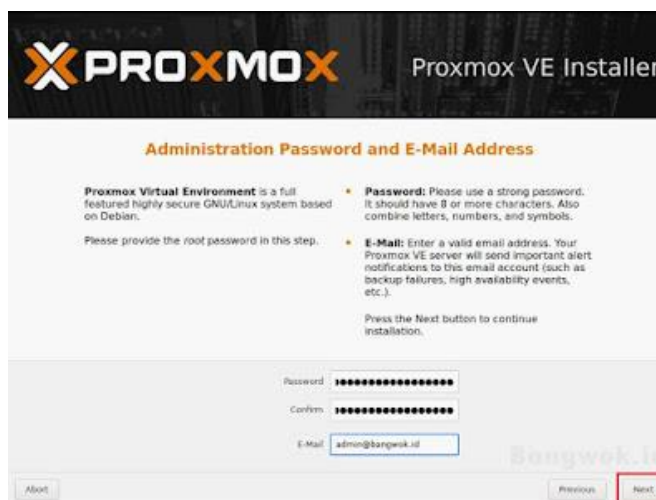 PROXMOX
Proxmox VE Installer
Administration Password and E-Mail Address
Proxmox Virtual Environment is a full
featured highly secure GNU/Linux system based
on Debian.
Please provide the root password in this step.
• Password: Please use a strong password.
It should have 8 or more characters. Also
combine letters, numbers, and symbols.
• E-Mail: Enter a valid email address. Your
Proxmox VE server will send important alert
notifications to this email account (such as
backup failures, high availability events,
etc.).
Press the Next button to continue
installation.
Password
Confirm
E-Mail admin@bangwok.id
Bangwok.id
Abort Previous Next